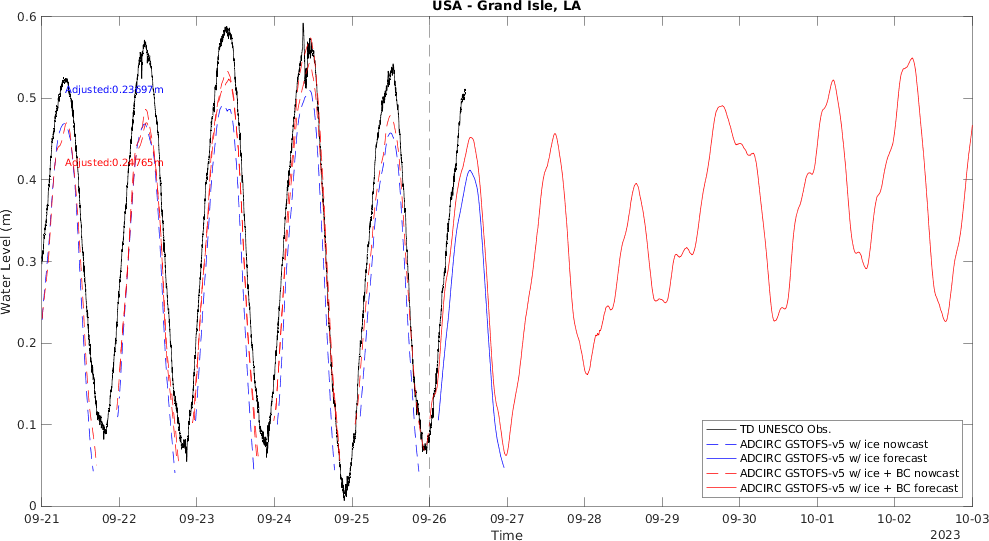 USA - Grand Isle, LA
0.6
0.5
0.4
0.3
0.2
0.1
0
Water Level (m)
Adjusted:0.23697m
Adjusted:0.24765m
TD UNESCO Obs.
ADCIRC GSTOFS-v5 w/ ice nowcast
ADCIRC GSTOFS-v5 w/ ice forecast
ADCIRC GSTOFS-v5 w/ ice + BC nowcast
ADCIRC GSTOFS-v5 w/ ice + BC forecast
09-21 09-22 09-23 09-24 09-25 09-26 09-27 09-28 09-29 09-30 10-01 10-02 10-03
Time
2023